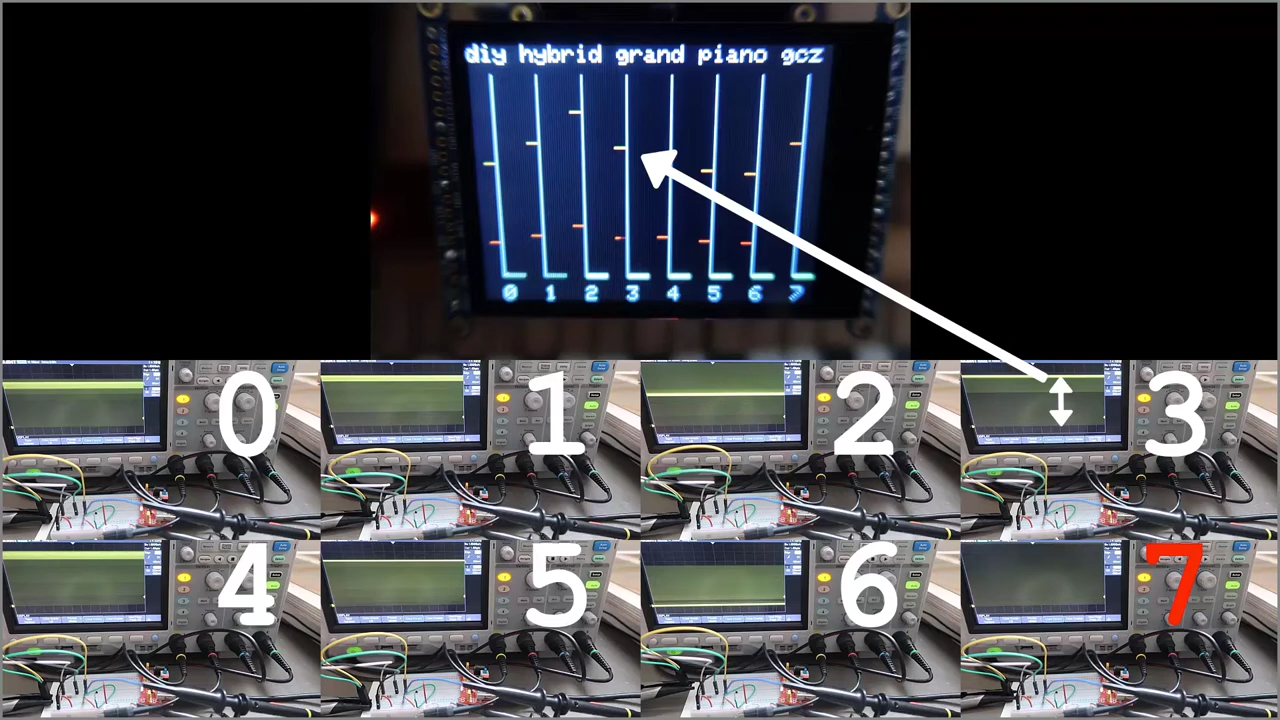 diy hybrid grand piano gcz
0 1 2 3 4 5 6 7
0 1 2 3
4 5 6 7